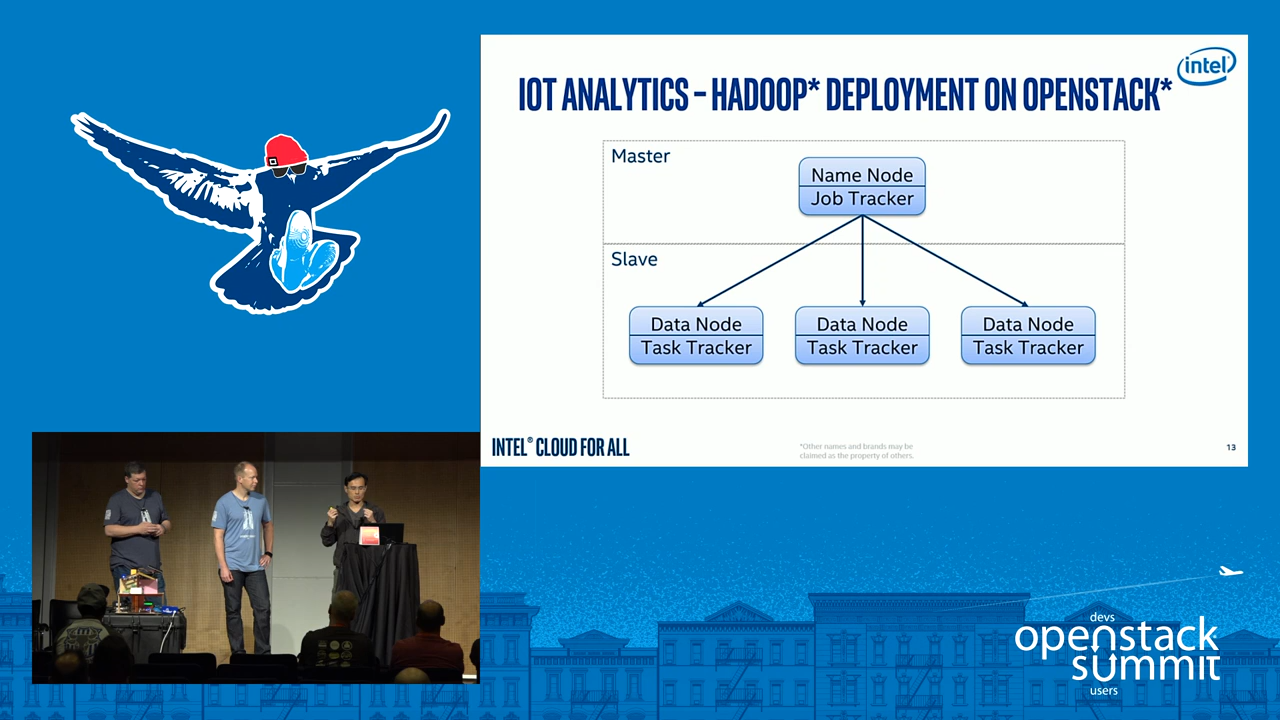 intel
IOT ANALYTICS – HADOOP* DEPLOYMENT ON OPENSTACK*
Master
Name Node
Job Tracker
Slave
Data Node
Task Tracker
Data Node
Task Tracker
Data Node
Task Tracker
INTEL® CLOUD FOR ALL
*Other names and brands may be
claimed as the property of others.
13
devs
openstack
summit
users